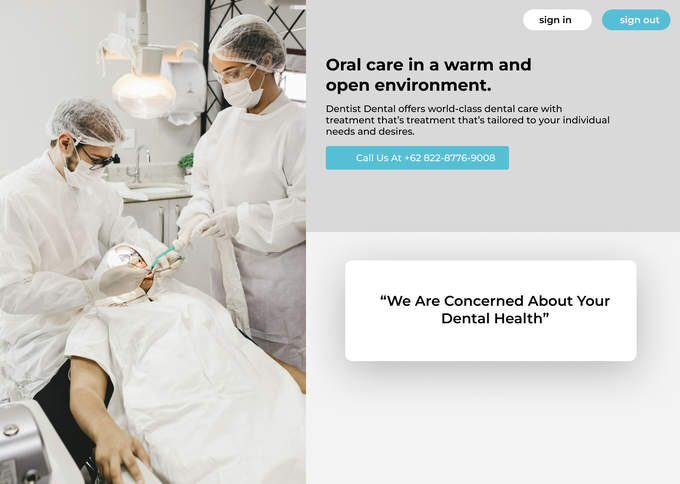 sign in
sign out
Oral care in a warm and
open environment.
Dentist Dental offers world-class dental care with
treatment that’s treatment that’s tailored to your individual
needs and desires.
Call Us At +62 822-8776-9008
“We Are Concerned About Your
Dental Health”